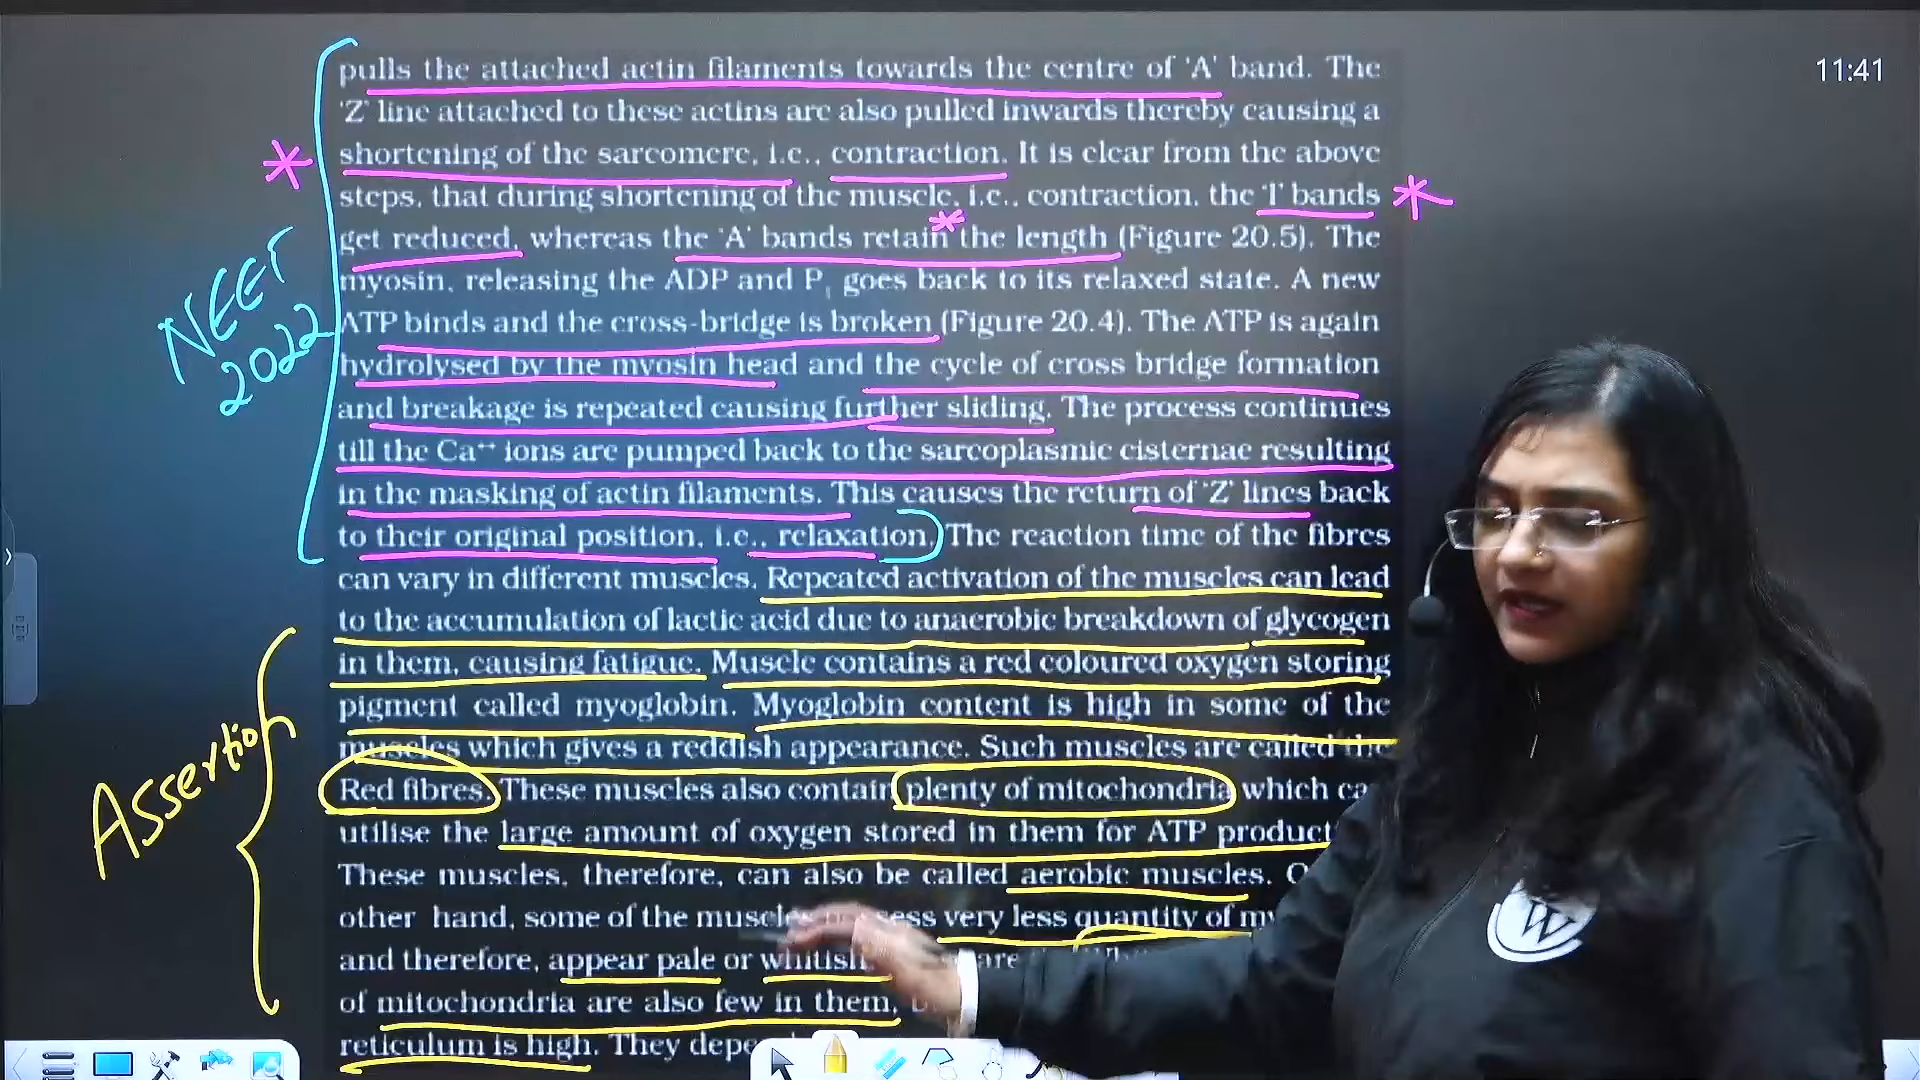 11:41
pulls the attached actin filaments towards the centre of 'A' band. The
'Z' line attached to these actins are also pulled inwards thereby causing a
shortening of the sarcomere, i.e., contraction. It is clear from the above
steps, that during shortening of the muscle, i.e., contraction, the 'I' bands
get reduced, whereas the 'A' bands retain the length (Figure 20.5). The
myosin, releasing the ADP and Pi goes back to its relaxed state. A new
ATP binds and the cross-bridge is broken (Figure 20.4). The ATP is again
hydrolysed by the myosin head and the cycle of cross bridge formation
and breakage is repeated causing further sliding. The process continues
till the Ca++ ions are pumped back to the sarcoplasmic cisternae resulting
in the masking of actin filaments. This causes the return of 'Z' lines back
to their original position, i.e., relaxation. The reaction time of the fibres
can vary in different muscles. Repeated activation of the muscles can lead
to the accumulation of lactic acid due to anaerobic breakdown of glycogen
in them, causing fatigue. Muscle contains a red coloured oxygen storing
pigment called myoglobin. Myoglobin content is high in some of the
muscles which gives a reddish appearance. Such muscles are called the
Red fibres. These muscles also contain plenty of mitochondria which
utilise the large amount of oxygen stored in them for ATP
These muscles, therefore, can also be called aerobic muscles.
other hand, some of the muscles very less quantity of
and therefore, appear pale or whitish are
of mitochondria are also few in them,
reticulum is high. They
NEET
2022
Assertion
W